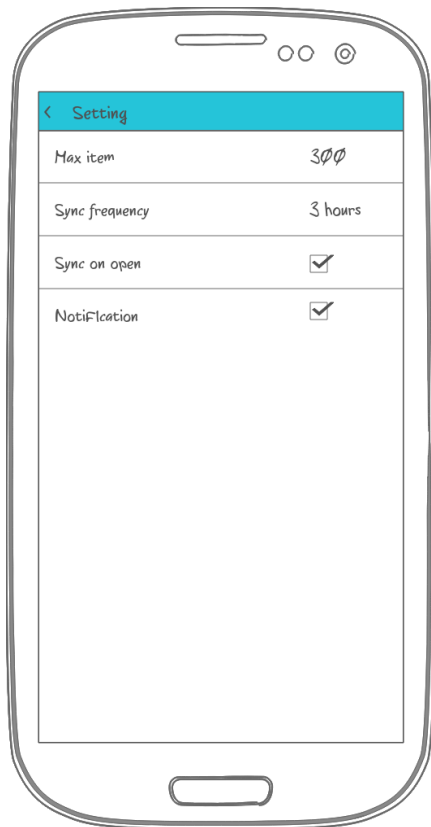 < Setting
Max item 300
Sync frequency 3 hours
Sync on open
Notification